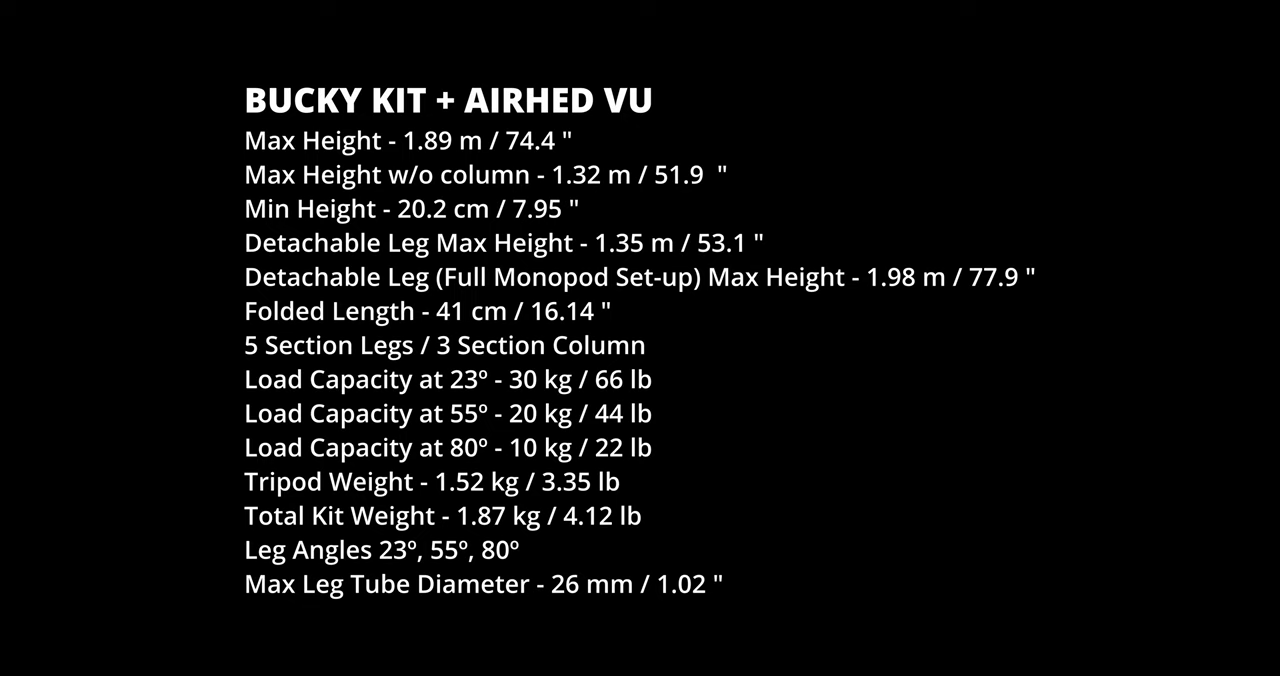 BUCKY KIT + AIRHED VU
Max Height - 1.89 m / 74.4 "
Max Height w/o column - 1.32 m / 51.9  "
Min Height - 20.2 cm / 7.95 "
Detachable Leg Max Height - 1.35 m / 53.1 "
Detachable Leg (Full Monopod Set-up) Max Height - 1.98 m / 77.9 "
Folded Length - 41 cm / 16.14 "
5 Section Legs / 3 Section Column
Load Capacity at 23º - 30 kg / 66 lb
Load Capacity at 55º - 20 kg / 44 lb
Load Capacity at 80º - 10 kg / 22 lb
Tripod Weight - 1.52 kg / 3.35 lb
Total Kit Weight - 1.87 kg / 4.12 lb
Leg Angles 23º, 55º, 80º
Max Leg Tube Diameter - 26 mm / 1.02 "